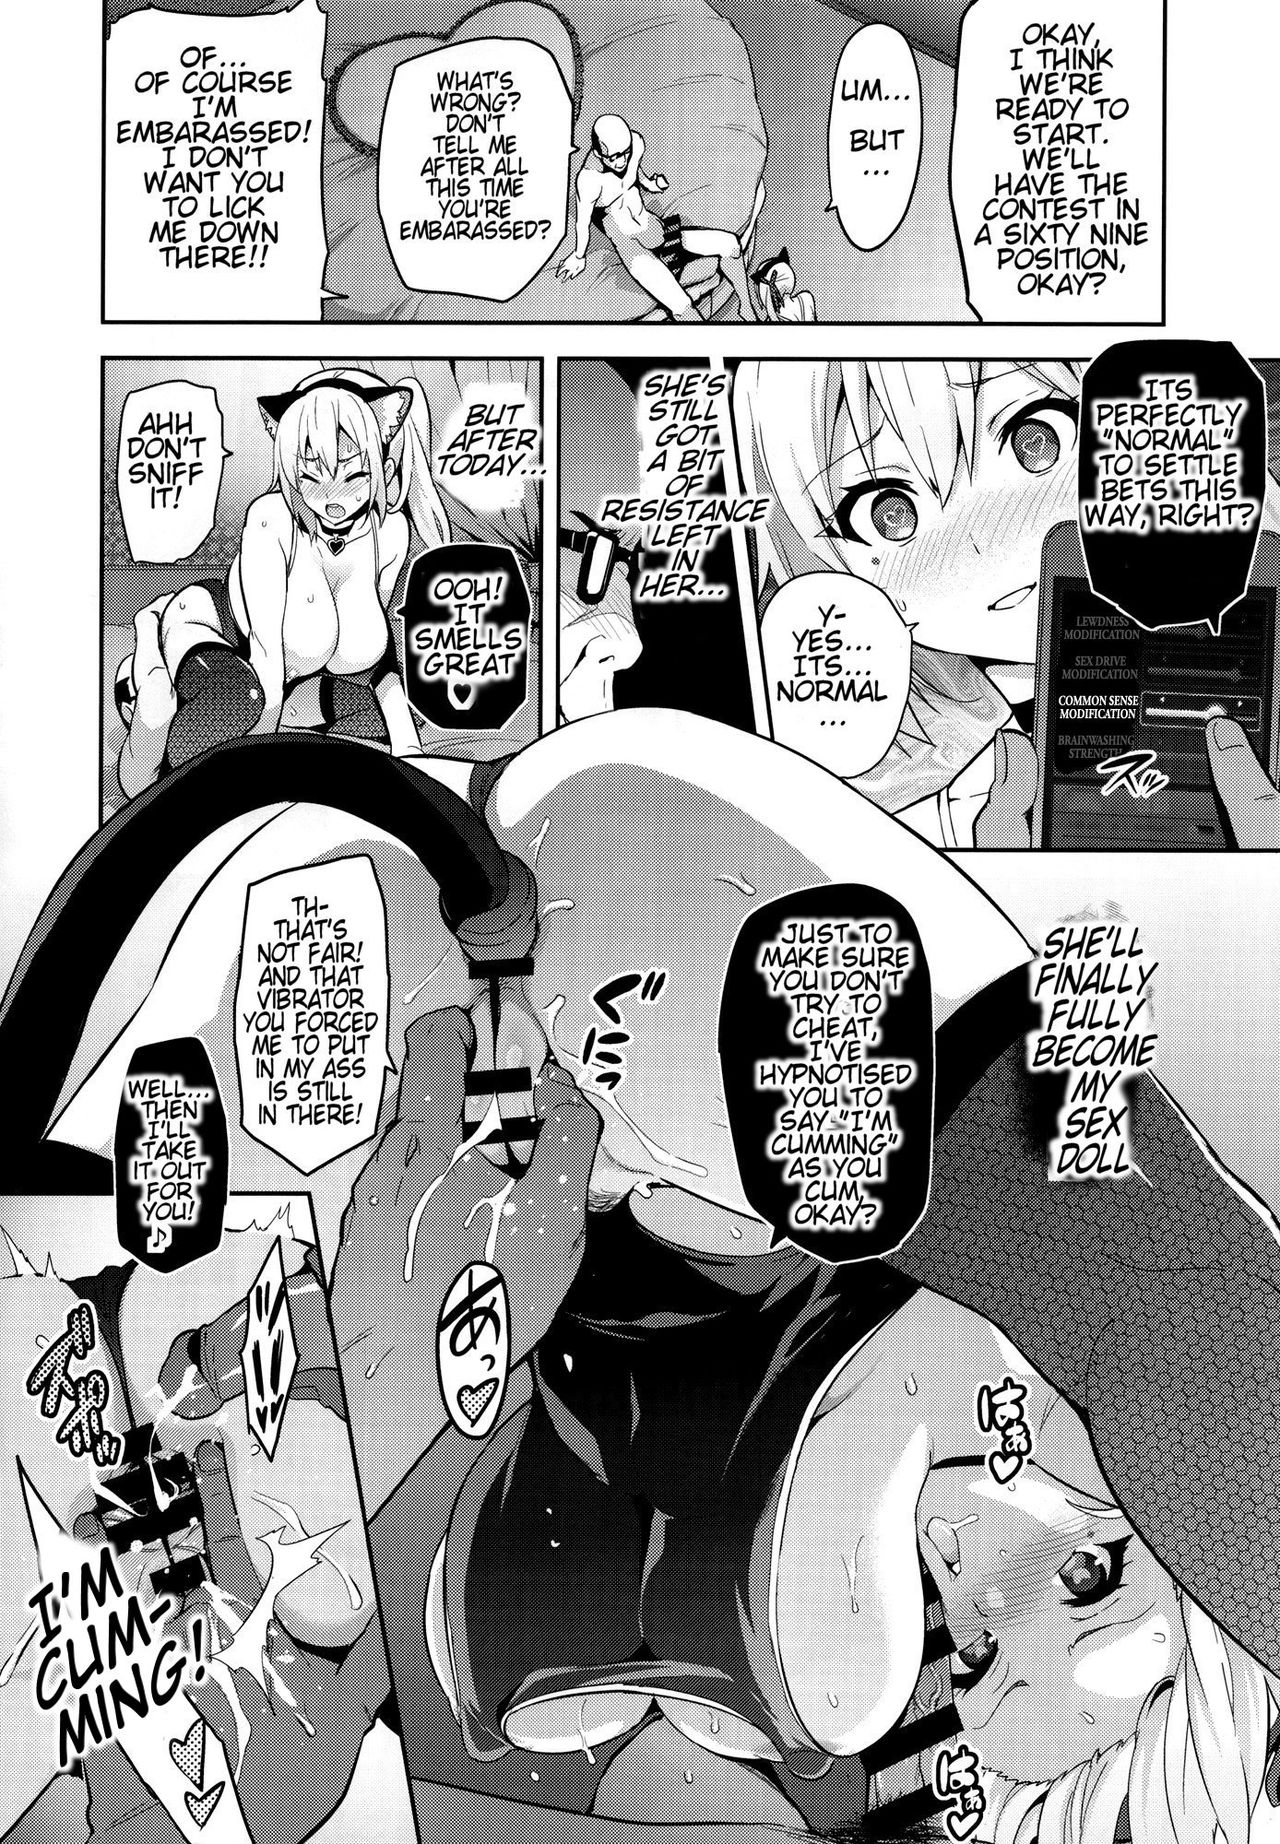 OKAY,
I THINK
WE'RE
READY TO
START.
WE'LL
HAVE THE
CONTEST IN
A SIXTY NINE
POSITION,
OKAY?
UM...
BUT
...
WHAT'S
WRONG?
DON'T
TELL ME
AFTER ALL
THIS TIME
YOU'RE
EMBARASSED?
OF...
OF COURSE
I'M
EMBARASSED!
I DON'T
WANT YOU
TO LICK
ME DOWN
THERE!!
ITS
PERFECTLY
"NORMAL"
TO SETTLE
BETS THIS
WAY, RIGHT?
LEWDNESS
MODIFICATION
SEX DRIVE
MODIFICATION
COMMON SENSE
MODIFICATION
BRAINWASHING
STRENGTH
スッ
Y-
YES...
ITS...
NORMAL
...
SHE'S
STILL
GOT
A BIT
OF
RESISTANCE
LEFT
IN
HER...
BUT
AFTER
TODAY...
AHH
DON'T
SNIFF
IT!
OOH!
IT
SMELLS
GREAT
♥
SHE'LL
FINALLY
FULLY
BECOME
MY
SEX
DOLL
JUST TO
MAKE SURE
YOU DON'T
TRY TO
CHEAT,
I'VE
HYPNOTISED
YOU TO
SAY "I'M
CUMMING"
AS YOU
CUM,
OKAY?
TH-
THAT'S
NOT FAIR!
AND THAT
VIBRATOR
YOU FORCED
ME TO PUT
IN MY ASS
IS STILL
IN THERE!
WELL...
THEN
I'LL
TAKE
IT OUT
FOR
YOU!
♪
あっ♥
はぁ♥
はぁ♥
I'M
CUM-
MING!